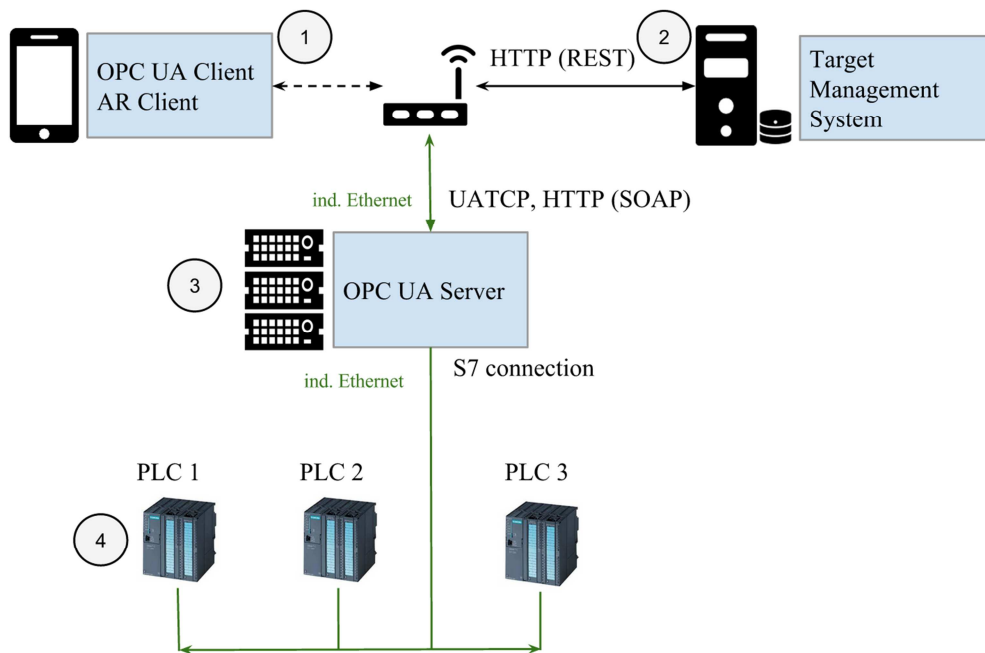 1
2
OPC UA Client
AR Client
HTTP (REST)
Target
Management
System
ind. Ethernet
UATCP, HTTP (SOAP)
3
OPC UA Server
ind. Ethernet
S7 connection
PLC 1
PLC 2
PLC 3
4